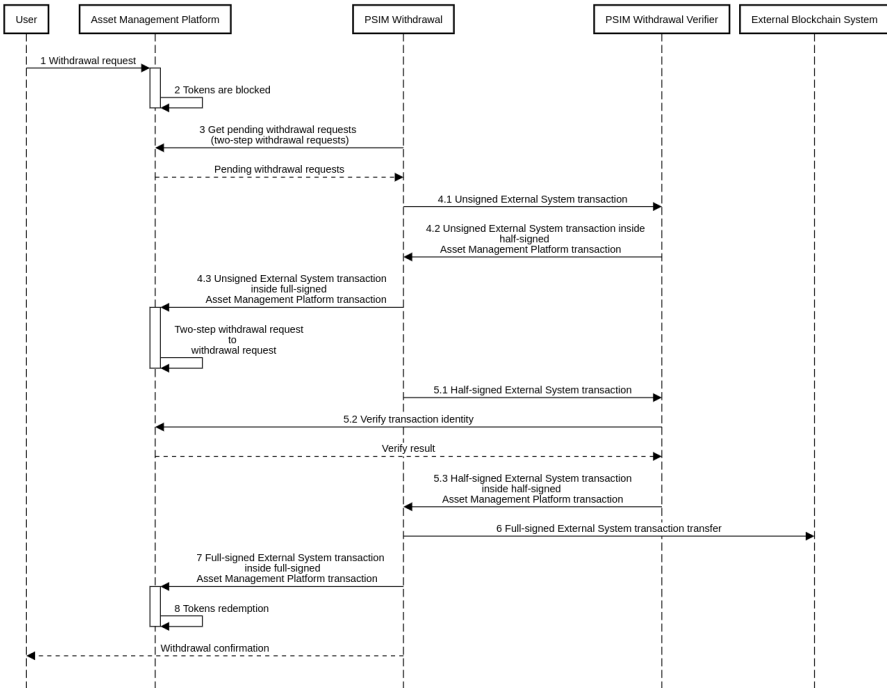 User
Asset Management Platform
PSIM Withdrawal
PSIM Withdrawal Verifier
External Blockchain System
1 Withdrawal request
2 Tokens are blocked
3 Get pending withdrawal requests
(two-step withdrawal requests)
Pending withdrawal requests
4.1 Unsigned External System transaction
4.2 Unsigned External System transaction inside
half-signed
Asset Management Platform transaction
4.3 Unsigned External System transaction
inside full-signed
Asset Management Platform transaction
Two-step withdrawal request
to
withdrawal request
5.1 Half-signed External System transaction
5.2 Verify transaction identity
Verify result
5.3 Half-signed External System transaction
inside half-signed
Asset Management Platform transaction
6 Full-signed External System transaction transfer
7 Full-signed External System transaction
inside full-signed
Asset Management Platform transaction
8 Tokens redemption
Withdrawal confirmation